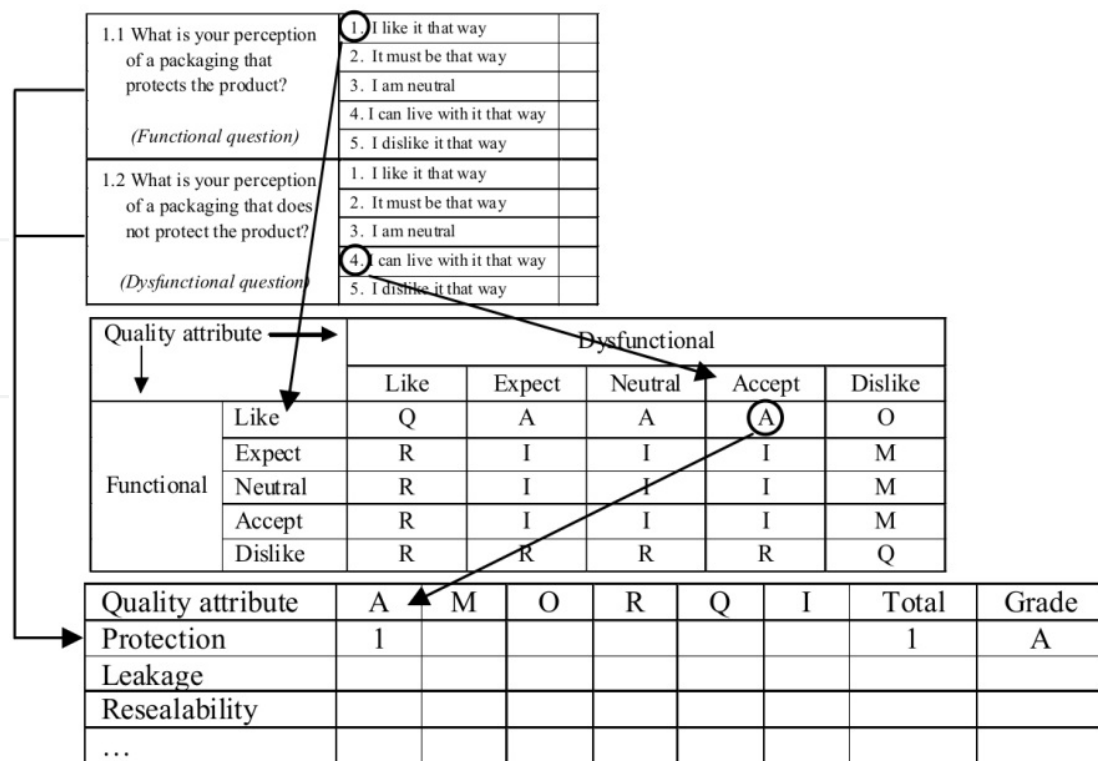 1.1 What is your perception
of a packaging that
protects the product?
(Functional question)
1. I like it that way
2. It must be that way
3. I am neutral
4. I can live with it that way
5. I dislike it that way
1.2 What is your perception
of a packaging that does
not protect the product?
(Dysfunctional question)
1. I like it that way
2. It must be that way
3. I am neutral
4. I can live with it that way
5. I dislike it that way
Quality attribute
Dysfunctional
Like Expect Neutral Accept Dislike
Functional
Like Q A A A O
Expect R I I I M
Neutral R I I I M
Accept R I I I M
Dislike R R R R Q
Quality attribute A M O R Q I Total Grade
Protection 1 1 A
Leakage
Resealability
…